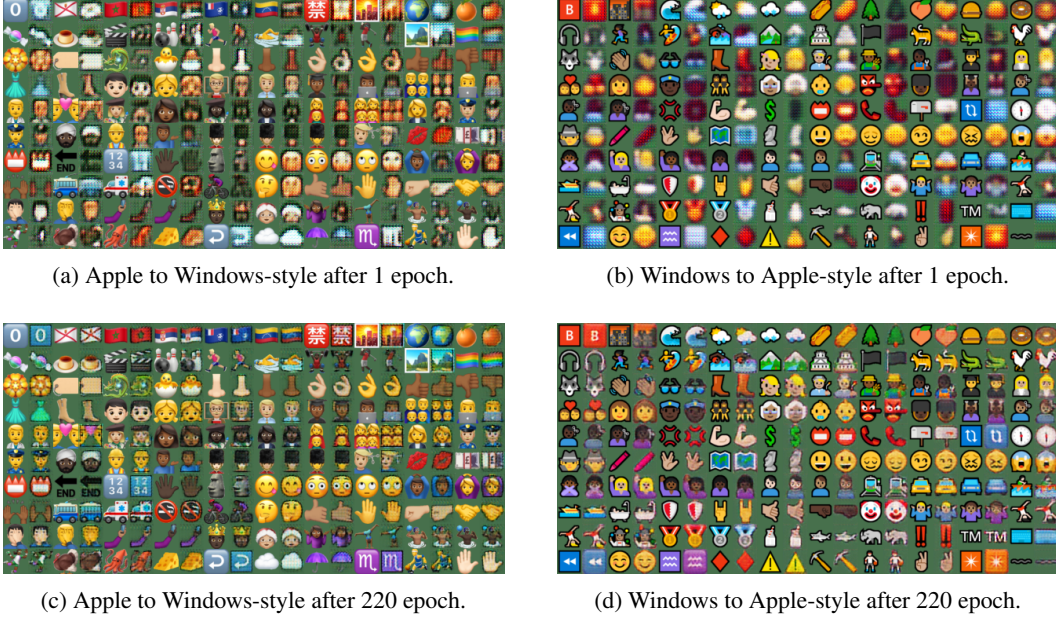 (a) Apple to Windows-style after 1 epoch.
(b) Windows to Apple-style after 1 epoch.
(c) Apple to Windows-style after 220 epoch.
(d) Windows to Apple-style after 220 epoch.